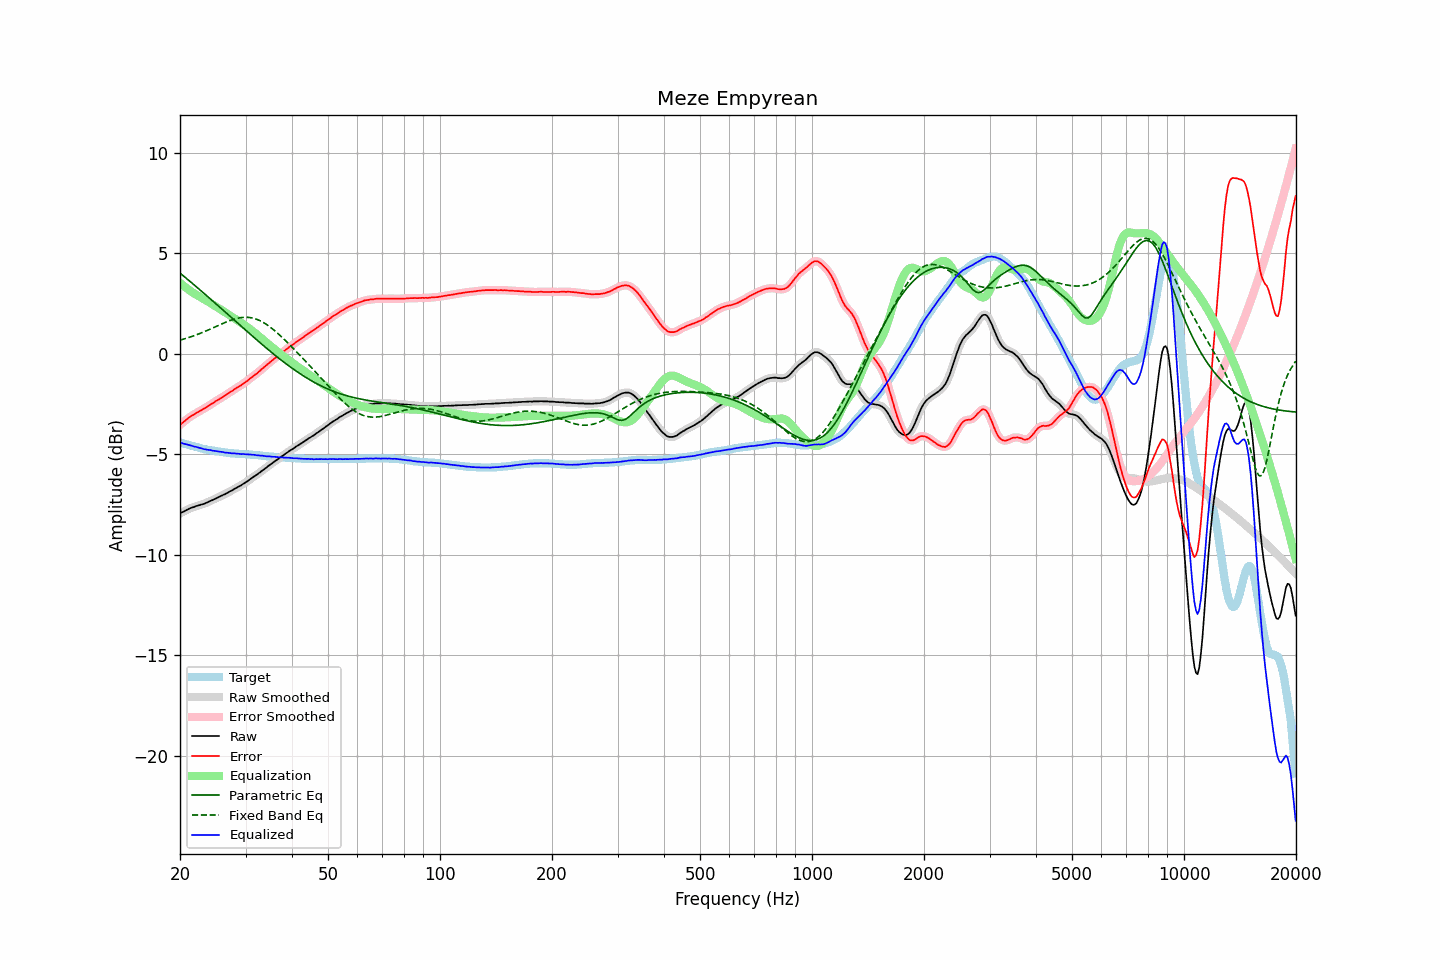 Meze Empyrean
10
5
0
−5
−10
−15
−20
Amplitude (dBr)
Target
Raw Smoothed
Error Smoothed
Raw
Error
Equalization
Parametric Eq
Fixed Band Eq
Equalized
20 50 100 200 500 1000 2000 5000 10000 20000
Frequency (Hz)